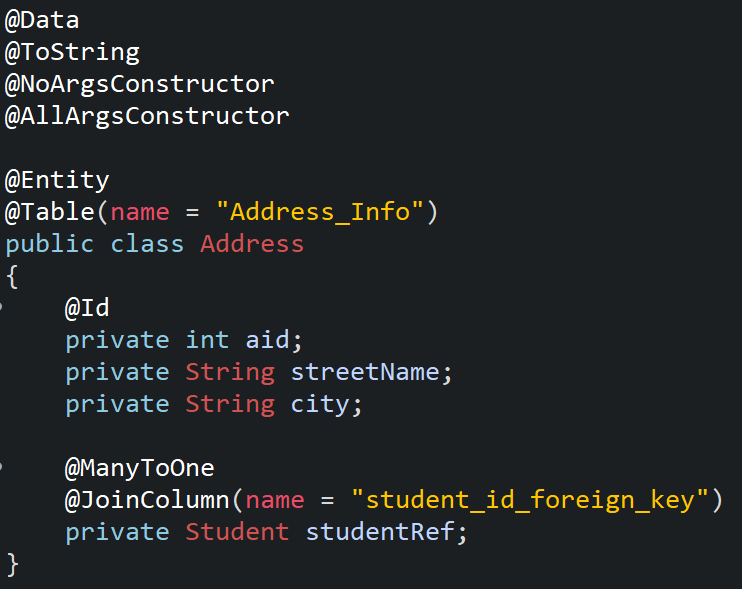 @Data
@ToString
@NoArgsConstructor
@AllArgsConstructor
@Entity
@Table(name = "Address_Info")
public class Address
{
@Id
private int aid;
private String streetName;
private String city;
@ManyToOne
@JoinColumn(name = "student_id_foreign_key")
private Student studentRef;
}